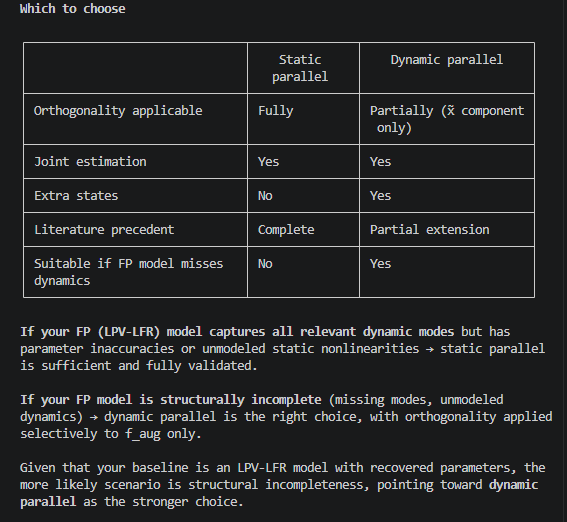 Which to choose
Static
parallel
Dynamic parallel
Orthogonality applicable
Fully
Partially (x̃ component
only)
Joint estimation
Yes
Yes
Extra states
No
Yes
Literature precedent
Complete
Partial extension
Suitable if FP model misses
dynamics
No
Yes
If your FP (LPV-LFR) model captures all relevant dynamic modes but has
parameter inaccuracies or unmodeled static nonlinearities → static parallel
is sufficient and fully validated.
If your FP model is structurally incomplete (missing modes, unmodeled
dynamics) → dynamic parallel is the right choice, with orthogonality applied
selectively to f_aug only.
Given that your baseline is an LPV-LFR model with recovered parameters, the
more likely scenario is structural incompleteness, pointing toward dynamic
parallel as the stronger choice.